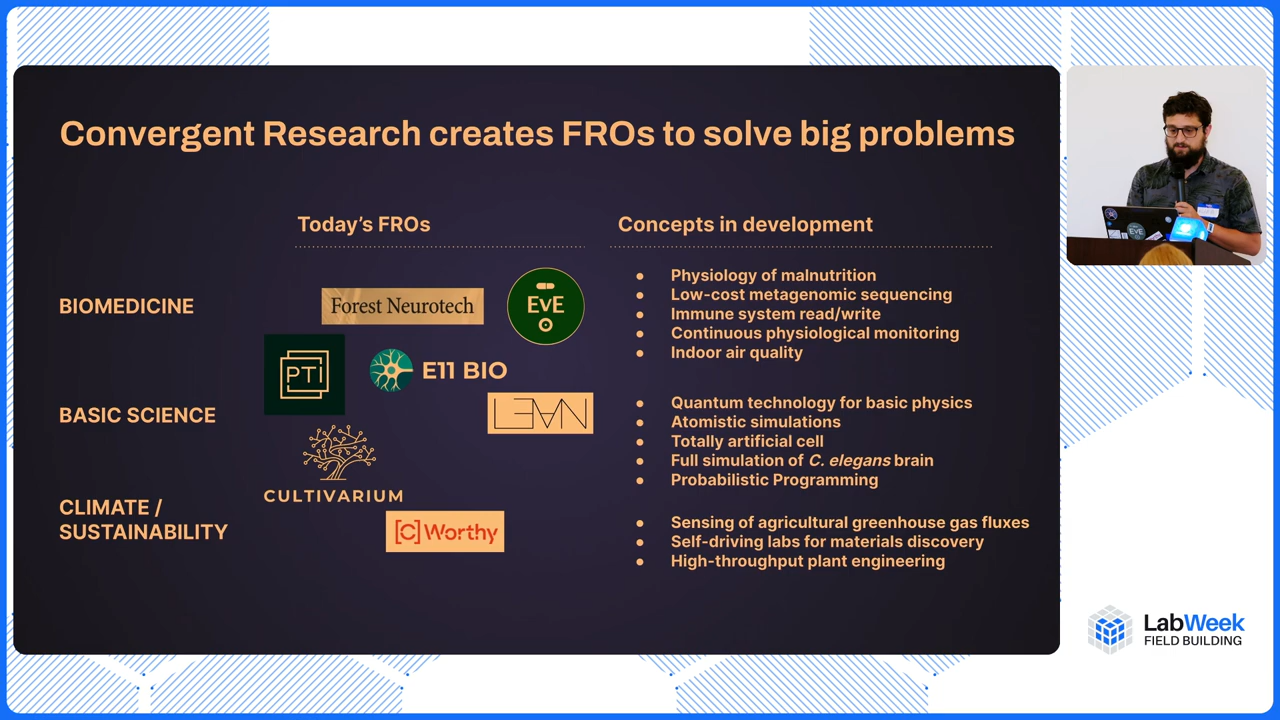 Convergent Research creates FROs to solve big problems
Today's FROs
Concepts in development
BIOMEDICINE
Forest Neurotech
EvE
PTI
E11 BIO
BASIC SCIENCE
LEAN
CULTIVARIUM
CLIMATE /
SUSTAINABILITY
[C]Worthy
• Physiology of malnutrition
• Low-cost metagenomic sequencing
• Immune system read/write
• Continuous physiological monitoring
• Indoor air quality
• Quantum technology for basic physics
• Atomistic simulations
• Totally artificial cell
• Full simulation of C. elegans brain
• Probabilistic Programming
• Sensing of agricultural greenhouse gas fluxes
• Self-driving labs for materials discovery
• High-throughput plant engineering
EvE
LabWeek
FIELD BUILDING